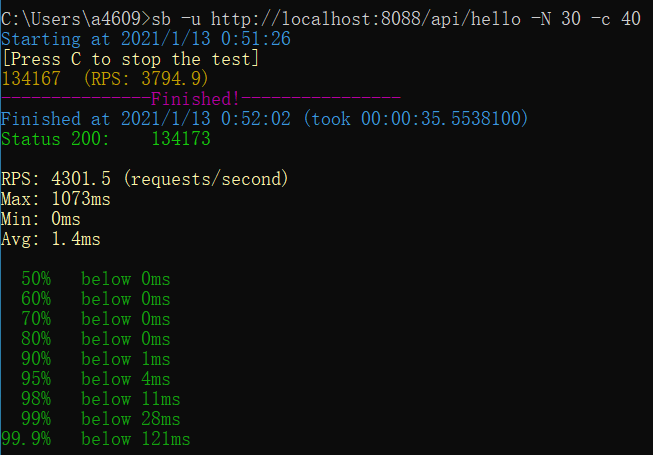 C:\Users\a4609>sb -u http://localhost:8088/api/hello -N 30 -c 40
Starting at 2021/1/13 0:51:26
[Press C to stop the test]
134167  (RPS: 3794.9)
---------------Finished!----------------
Finished at 2021/1/13 0:52:02 (took 00:00:35.5538100)
Status 200:    134173

RPS: 4301.5 (requests/second)
Max: 1073ms
Min: 0ms
Avg: 1.4ms

  50%   below 0ms
  60%   below 0ms
  70%   below 0ms
  80%   below 0ms
  90%   below 1ms
  95%   below 4ms
  98%   below 11ms
  99%   below 28ms
99.9%   below 121ms